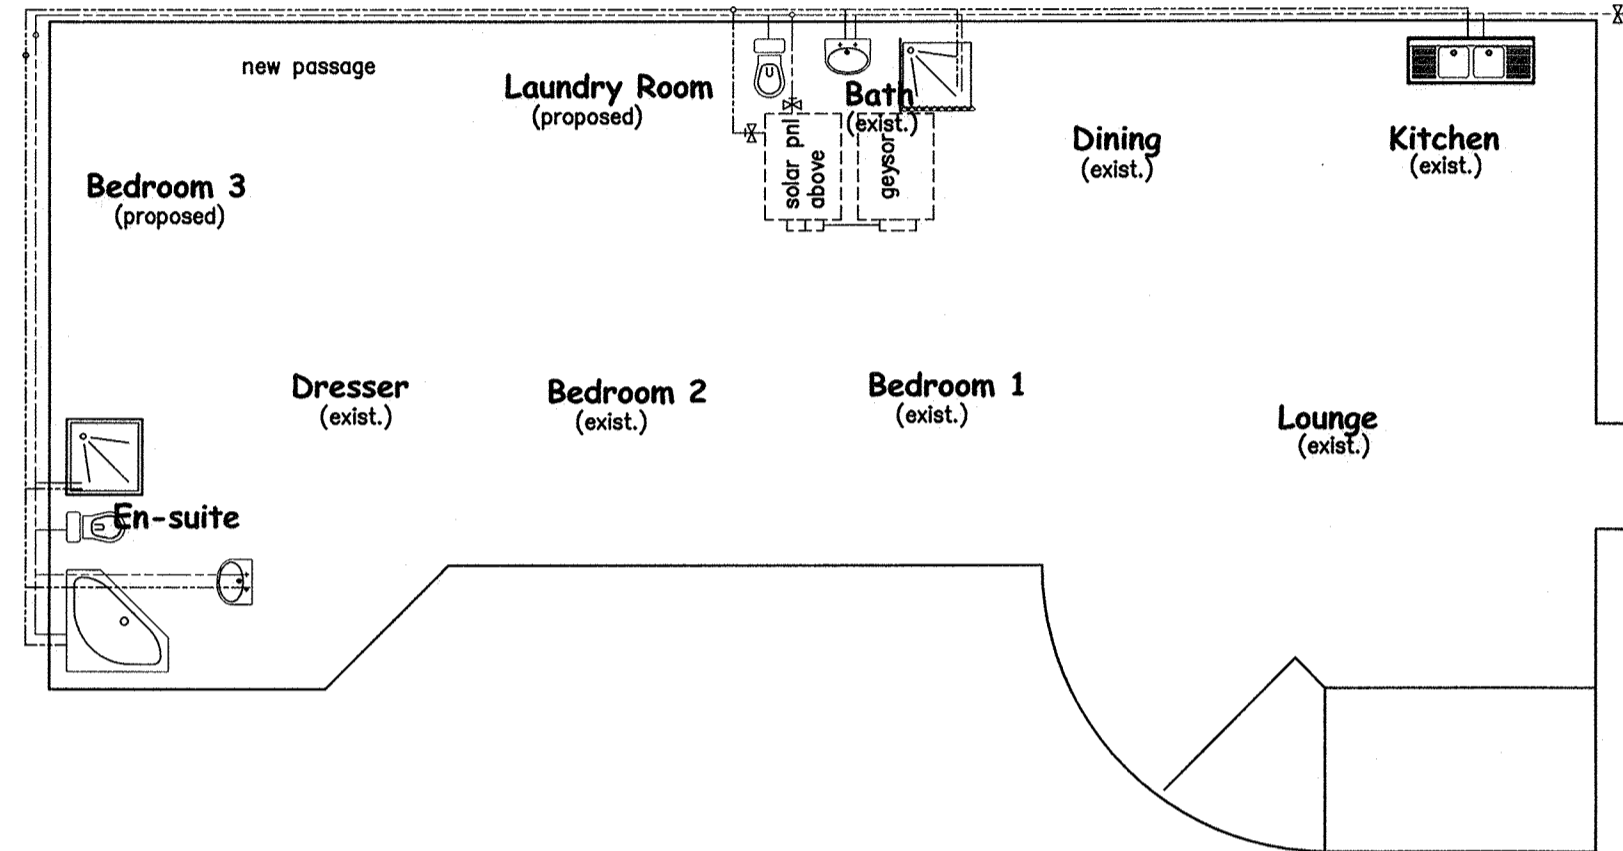 new passage
Laundry Room
(proposed)
Bath
(exist.)
solar pnl
above
geysor
Dining
(exist.)
Kitchen
(exist.)
Bedroom 3
(proposed)
Dresser
(exist.)
Bedroom 2
(exist.)
Bedroom 1
(exist.)
Lounge
(exist.)
En-suite